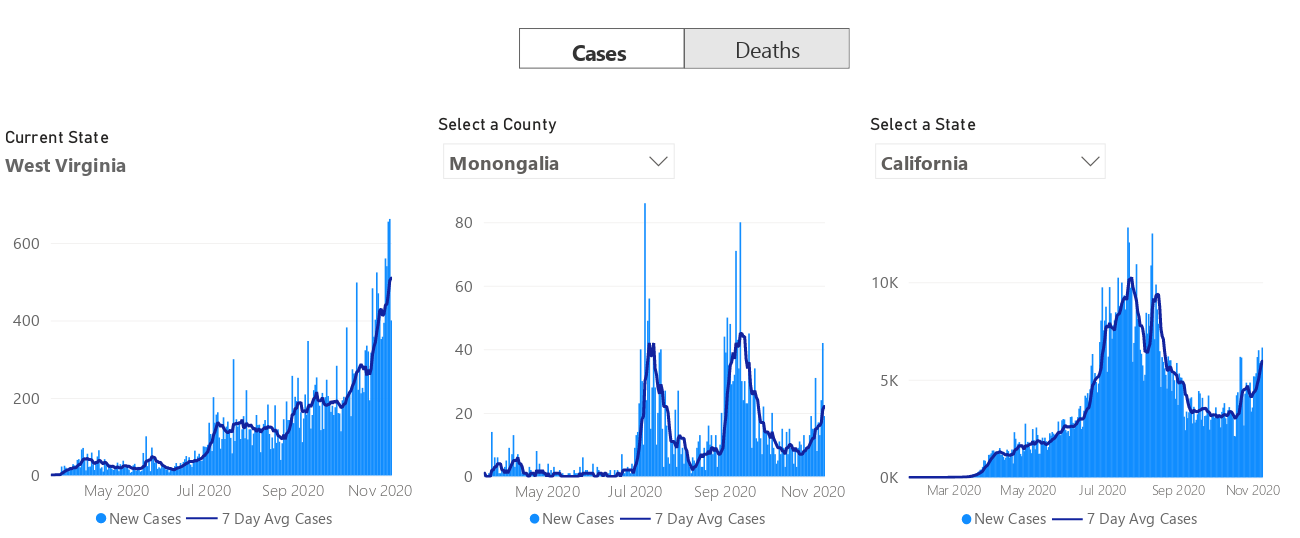 Cases Deaths
Current State
West Virginia
600
400
200
0
May 2020 Jul 2020 Sep 2020 Nov 2020
New Cases 7 Day Avg Cases
Select a County
Monongalia
80
60
40
20
0
May 2020 Jul 2020 Sep 2020 Nov 2020
New Cases 7 Day Avg Cases
Select a State
California
10K
5K
0K
Mar 2020 May 2020 Jul 2020 Sep 2020 Nov 2020
New Cases 7 Day Avg Cases